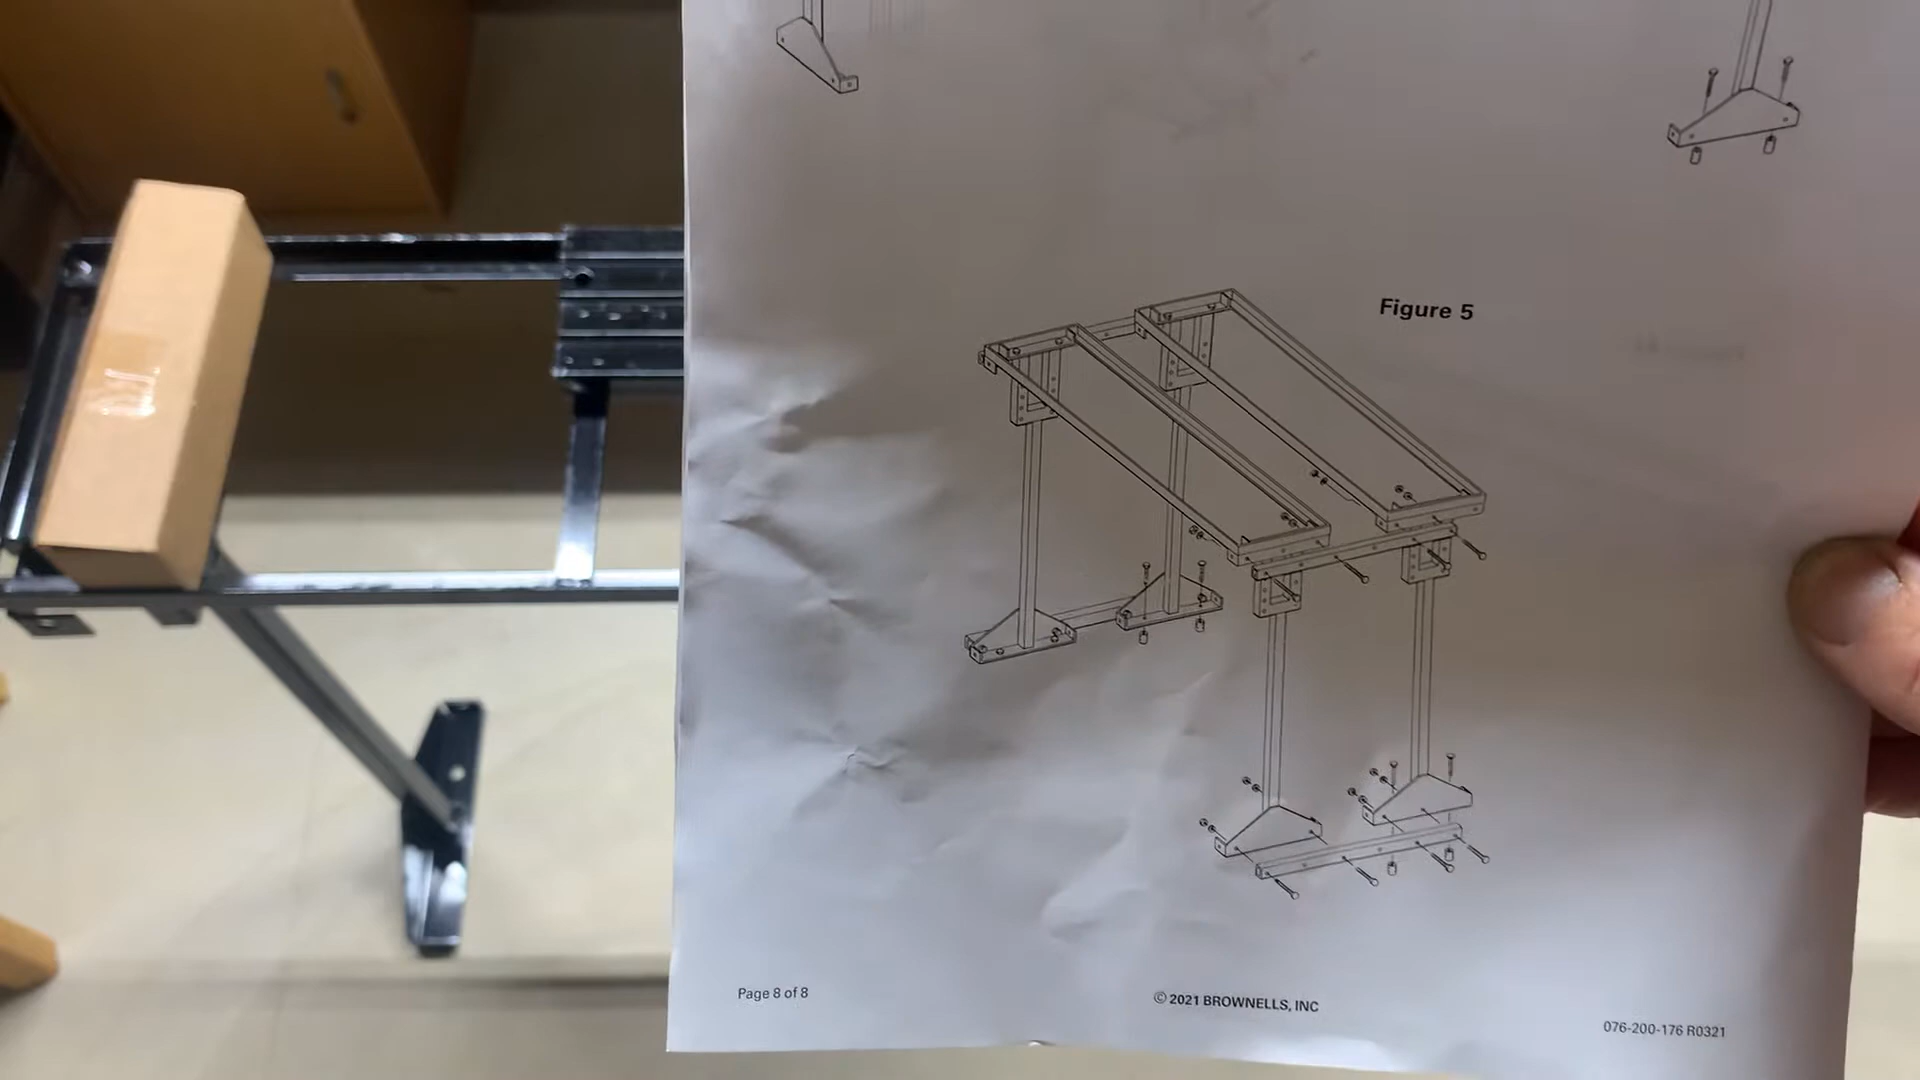 Figure 5
Page 8 of 8
© 2021 BROWNELLS, INC
076-200-176 R0321